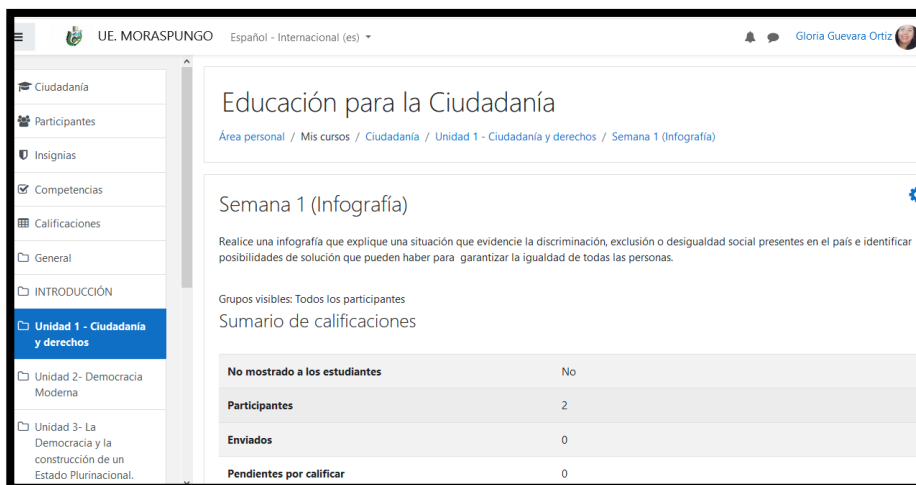 UE. MORASPUNGO
Español - Internacional (es)
Gloria Guevara Ortiz
Ciudadanía
Participantes
Insignias
Competencias
Calificaciones
General
INTRODUCCIÓN
Unidad 1 - Ciudadanía
y derechos
Unidad 2- Democracia
Moderna
Unidad 3- La
Democracia y la
construcción de un
Estado Plurinacional.
Educación para la Ciudadanía
Área personal / Mis cursos / Ciudadanía / Unidad 1 - Ciudadanía y derechos / Semana 1 (Infografía)
Semana 1 (Infografía)
Realice una infografía que explique una situación que evidencie la discriminación, exclusión o desigualdad social presentes en el país e identificar
posibilidades de solución que pueden haber para garantizar la igualdad de todas las personas.
Grupos visibles: Todos los participantes
Sumario de calificaciones
No mostrado a los estudiantes No
Participantes 2
Enviados 0
Pendientes por calificar 0